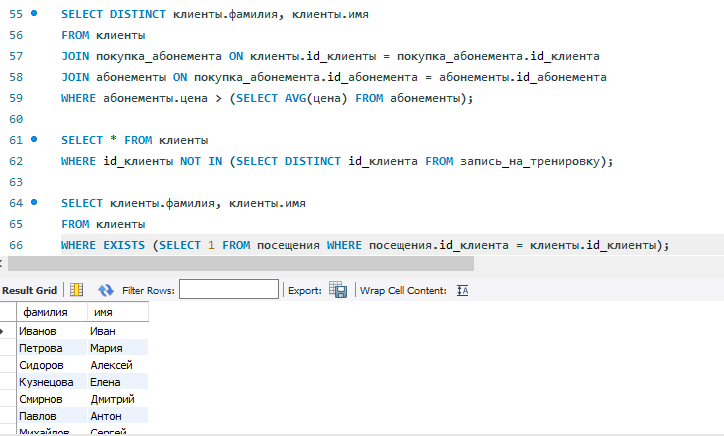 55 SELECT DISTINCT клиенты.фамилия, клиенты.имя
56 FROM клиенты
57 JOIN покупка_абонемента ON клиенты.id_клиенты = покупка_абонемента.id_клиента
58 JOIN абонементы ON покупка_абонемента.id_абонемента = абонементы.id_абонемента
59 WHERE абонементы.цена > (SELECT AVG(цена) FROM абонементы);
60
61 SELECT * FROM клиенты
62 WHERE id_клиенты NOT IN (SELECT DISTINCT id_клиента FROM запись_на_тренировку);
63
64 SELECT клиенты.фамилия, клиенты.имя
65 FROM клиенты
66 WHERE EXISTS (SELECT 1 FROM посещения WHERE посещения.id_клиента = клиенты.id_клиенты);
Result Grid Filter Rows: Export: Wrap Cell Content:
фамилия имя
Иванов Иван
Петрова Мария
Сидоров Алексей
Кузнецова Елена
Смирнов Дмитрий
Павлов Антон
Михайлов Сергей